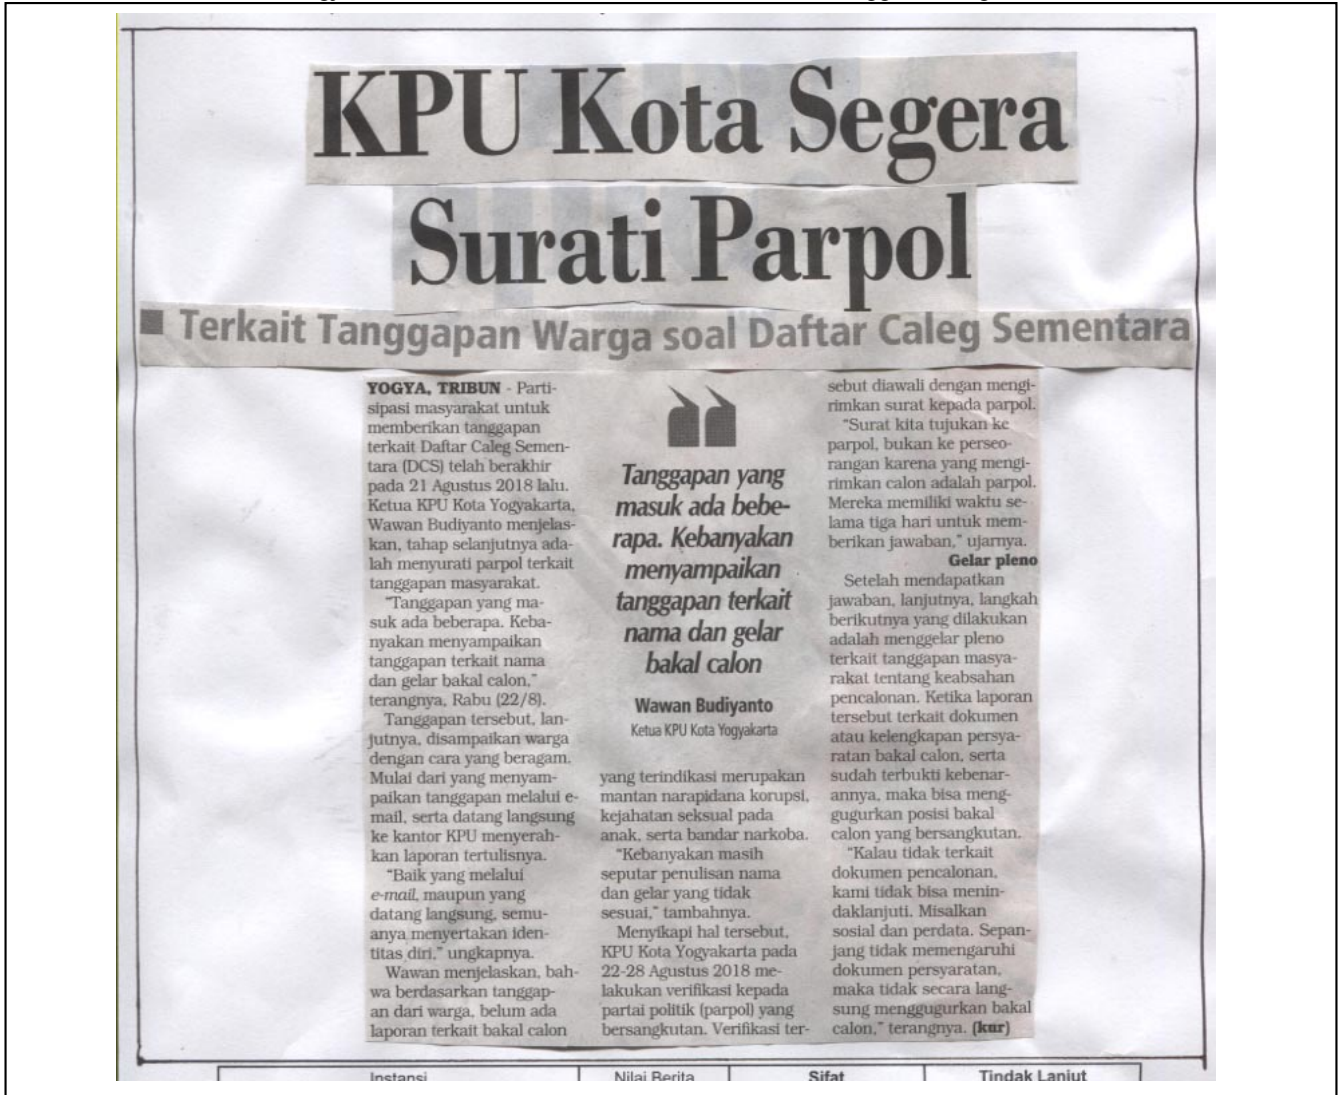 KPU Kota Segera
Surati Parpol
Terkait Tanggapan Warga soal Daftar Caleg Sementara
YOGYA, TRIBUN - Parti-
sipasi masyarakat untuk
memberikan tanggapan
terkait Daftar Caleg Semen-
tara (DCS) telah berakhir
pada 21 Agustus 2018 lalu.
Ketua KPU Kota Yogyakarta,
Wawan Budiyanto menjelas-
kan, tahap selanjutnya ada-
lah menyurati parpol terkait
tanggapan masyarakat.
"Tanggapan yang ma-
suk ada beberapa. Keba-
nyakan menyampaikan
tanggapan terkait nama
dan gelar bakal calon,"
terangnya, Rabu (22/8).
Tanggapan tersebut, lan-
jutnya, disampaikan warga
dengan cara yang beragam.
Mulai dari yang menyam-
paikan tanggapan melalui e-
mail, serta datang langsung
ke kantor KPU menyerah-
kan laporan tertulisnya.
"Baik yang melalui
e-mail, maupun yang
datang langsung, semu-
anya menyertakan iden-
titas diri," ungkapnya.
Wawan menjelaskan, bah-
wa berdasarkan tanggap-
an dari warga, belum ada
laporan terkait bakal calon
Tanggapan yang
masuk ada bebe-
rapa. Kebanyakan
menyampaikan
tanggapan terkait
nama dan gelar
bakal calon
Wawan Budiyanto
Ketua KPU Kota Yogyakarta
yang terindikasi merupakan
mantan narapidana korupsi,
kejahatan seksual pada
anak, serta bandar narkoba.
"Kebanyakan masih
seputar penulisan nama
dan gelar yang tidak
sesuai," tambahnya.
Menyikapi hal tersebut,
KPU Kota Yogyakarta pada
22-28 Agustus 2018 me-
lakukan verifikasi kepada
partai politik (parpol) yang
bersangkutan. Verifikasi ter-
sebut diawali dengan mengi-
rimkan surat kepada parpol.
"Surat kita tujukan ke
parpol, bukan ke perseo-
rangan karena yang mengi-
rimkan calon adalah parpol.
Mereka memiliki waktu se-
lama tiga hari untuk mem-
berikan jawaban," ujarnya.
Gelar pleno
Setelah mendapatkan
jawaban, lanjutnya, langkah
berikutnya yang dilakukan
adalah menggelar pleno
terkait tanggapan masya-
rakat tentang keabsahan
pencalonan. Ketika laporan
tersebut terkait dokumen
atau kelengkapan persya-
ratan bakal calon, serta
sudah terbukti kebenar-
annya, maka bisa meng-
gugurkan posisi bakal
calon yang bersangkutan.
"Kalau tidak terkait
dokumen pencalonan,
kami tidak bisa menin-
daklanjuti. Misalkan
sosial dan perdata. Sepan-
jang tidak memengaruhi
dokumen persyaratan,
maka tidak secara lang-
sung menggugurkan bakal
calon," terangnya. (kur)
Instansi Nilai Berita Sifat Tindak Lanjut